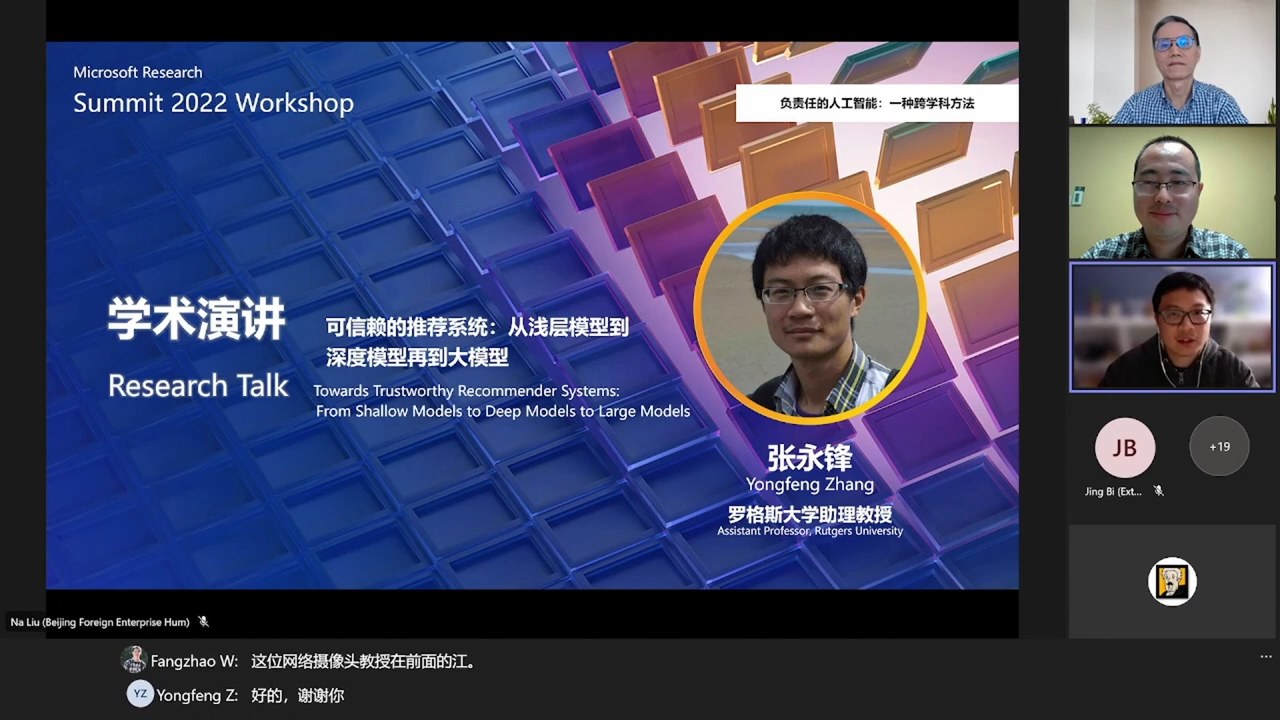 Microsoft Research
Summit 2022 Workshop
负责任的人工智能：一种跨学科方法
学术演讲
Research Talk
可信赖的推荐系统：从浅层模型到
深度模型再到大模型
Towards Trustworthy Recommender Systems:
From Shallow Models to Deep Models to Large Models
张永锋
Yongfeng Zhang
罗格斯大学助理教授
Assistant Professor, Rutgers University
JB
+19
Jing Bi (Ext...
Na Liu (Beijing Foreign Enterprise Hum)
Fangzhao W: 这位网络摄像头教授在前面的江。
YZ Yongfeng Z: 好的，谢谢你